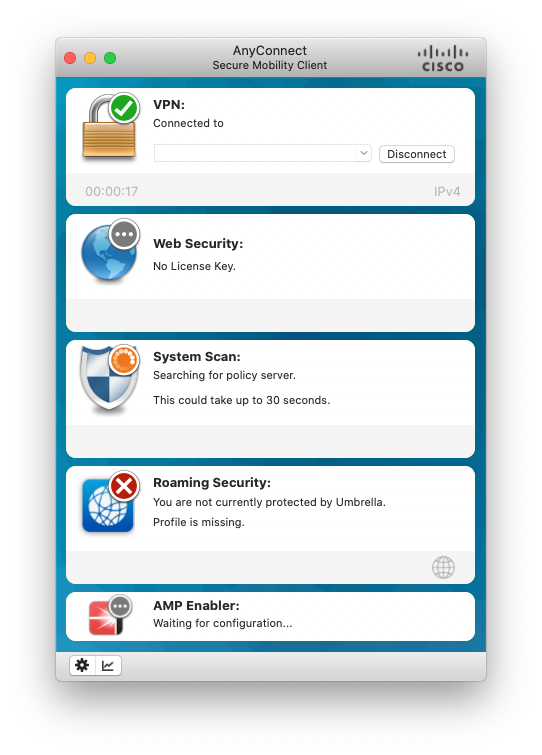 AnyConnect
Secure Mobility Client
CISCO
VPN:
Connected to
Disconnect
00:00:17
IPv4
Web Security:
No License Key.
System Scan:
Searching for policy server.
This could take up to 30 seconds.
Roaming Security:
You are not currently protected by Umbrella.
Profile is missing.
AMP Enabler:
Waiting for configuration...